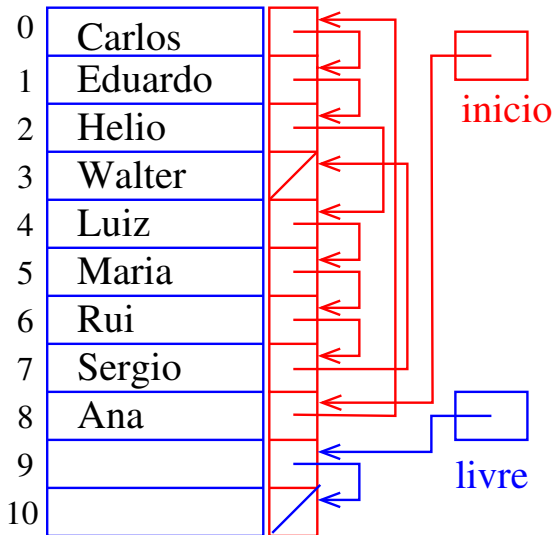 0 Carlos
1 Eduardo
inicio
2 Helio
3 Walter
4 Luiz
5 Maria
6 Rui
7 Sergio
8 Ana
9
livre
10